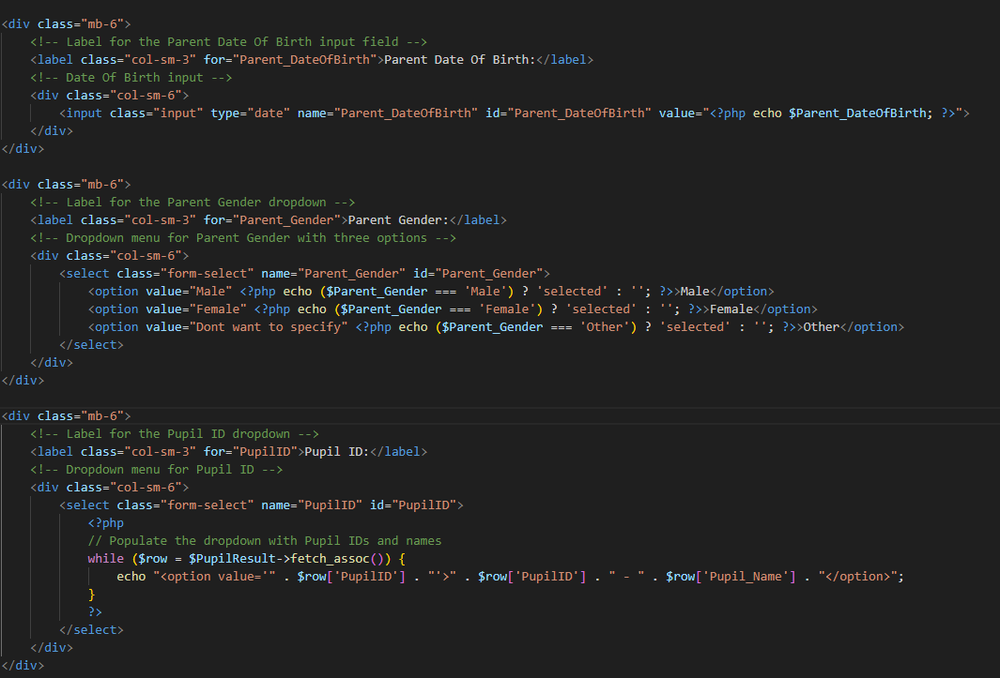 <div class="mb-6">
<!-- Label for the Parent Date Of Birth input field -->
<label class="col-sm-3" for="Parent_DateOfBirth">Parent Date Of Birth:</label>
<!-- Date Of Birth input -->
<div class="col-sm-6">
<input class="input" type="date" name="Parent_DateOfBirth" id="Parent_DateOfBirth" value="<?php echo $Parent_DateOfBirth; ?>">
</div>
</div>
<div class="mb-6">
<!-- Label for the Parent Gender dropdown -->
<label class="col-sm-3" for="Parent_Gender">Parent Gender:</label>
<!-- Dropdown menu for Parent Gender with three options -->
<div class="col-sm-6">
<select class="form-select" name="Parent_Gender" id="Parent_Gender">
<option value="Male" <?php echo ($Parent_Gender === 'Male') ? 'selected' : ''; ?>>Male</option>
<option value="Female" <?php echo ($Parent_Gender === 'Female') ? 'selected' : ''; ?>>Female</option>
<option value="Dont want to specify" <?php echo ($Parent_Gender === 'Other') ? 'selected' : ''; ?>>Other</option>
</select>
</div>
</div>
<div class="mb-6">
<!-- Label for the Pupil ID dropdown -->
<label class="col-sm-3" for="PupilID">Pupil ID:</label>
<!-- Dropdown menu for Pupil ID -->
<div class="col-sm-6">
<select class="form-select" name="PupilID" id="PupilID">
<?php
// Populate the dropdown with Pupil IDs and names
while ($row = $PupilResult->fetch_assoc()) {
echo "<option value='" . $row['PupilID'] . "'>" . $row['PupilID'] . " - " . $row['Pupil_Name'] . "</option>";
}
?>
</select>
</div>
</div>